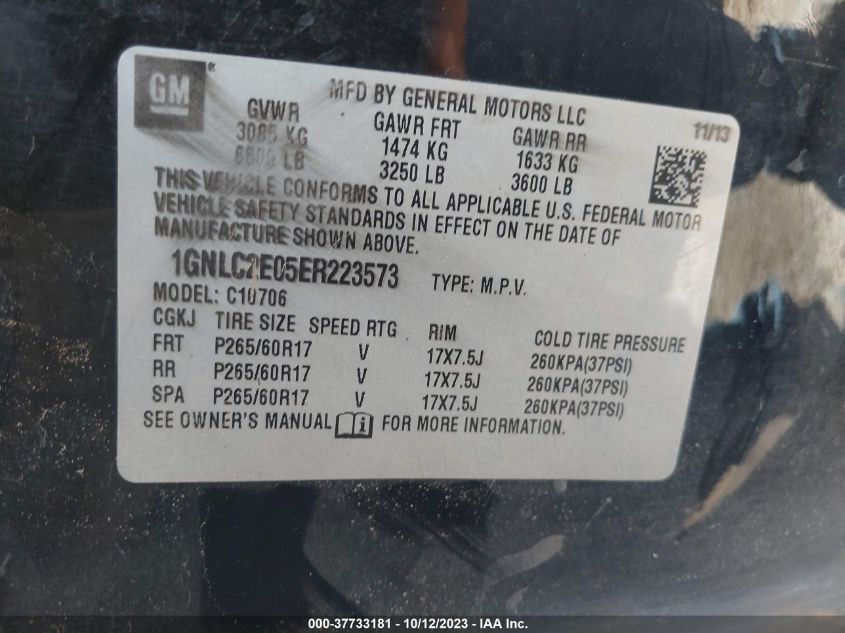 GM®
MFD BY GENERAL MOTORS LLC
11/13
GVWR GAWR FRT GAWR RR
3085 KG 1474 KG 1633 KG
LB 3250 LB 3600 LB
THIS VEHICLE CONFORMS TO ALL APPLICABLE U.S. FEDERAL MOTOR
VEHICLE SAFETY STANDARDS IN EFFECT ON THE DATE OF
MANUFACTURE SHOWN ABOVE.
1GNLC2E05ER223573 TYPE: M.P.V.
MODEL: C10706
CGKJ TIRE SIZE SPEED RTG RIM COLD TIRE PRESSURE
FRT P265/60R17 V 17X7.5J 260KPA(37PSI)
RR P265/60R17 V 17X7.5J 260KPA(37PSI)
SPA P265/60R17 V 17X7.5J 260KPA(37PSI)
SEE OWNER'S MANUAL i FOR MORE INFORMATION.
000-37733181 - 10/12/2023 - IAA Inc.